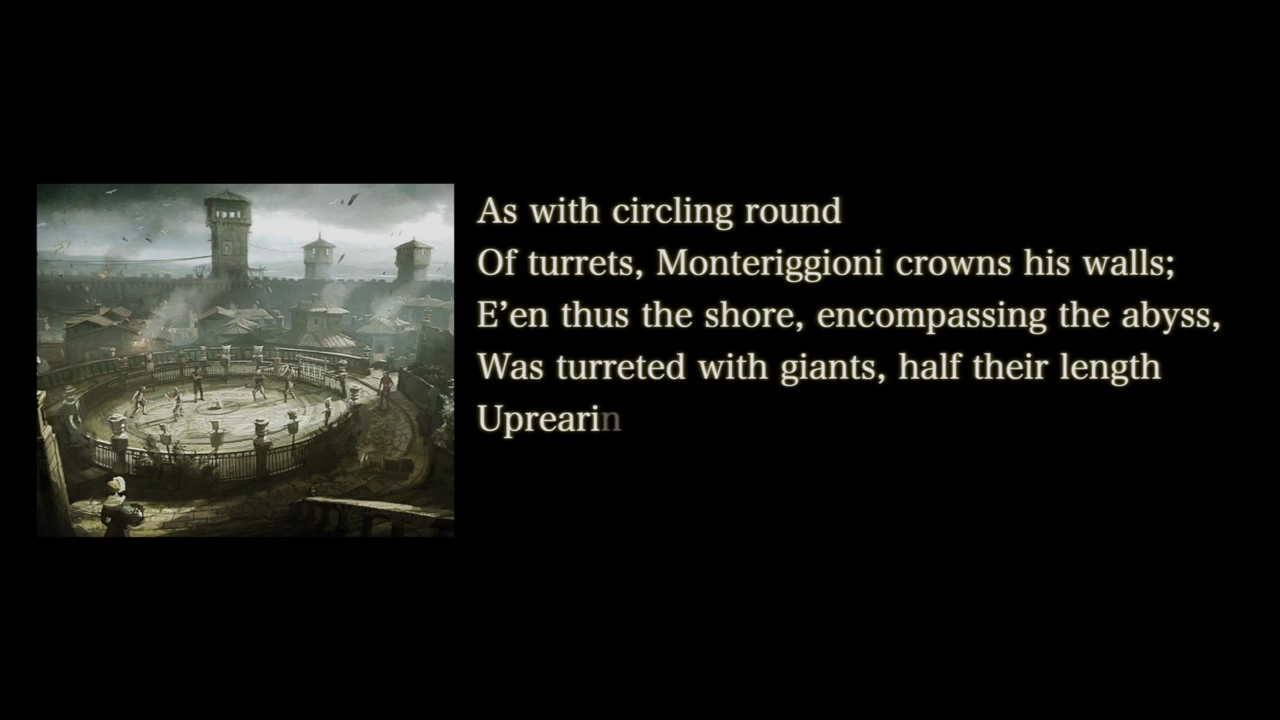 As with circling round
Of turrets, Monteriggioni crowns his walls;
E’en thus the shore, encompassing the abyss,
Was turreted with giants, half their length
Uprearin